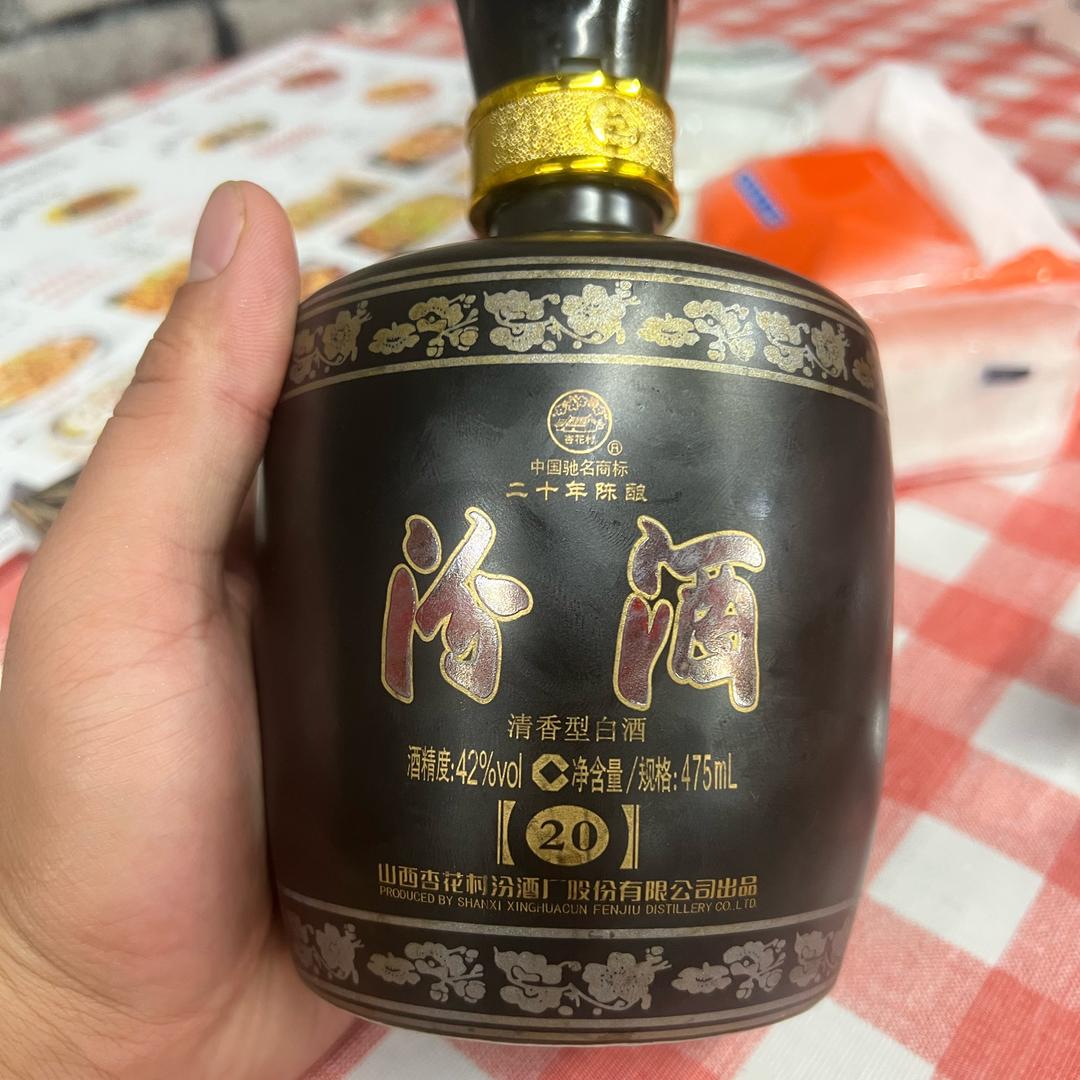 杏花村
R
中国驰名商标
二十年陈酿
汾酒
清香型白酒
酒精度:42%vol C 净含量/规格:475mL
【20】
山西杏花村汾酒厂股份有限公司出品
PRODUCED BY SHANXI XINGHUACUN FENJIU DISTILLERY CO.,LTD.